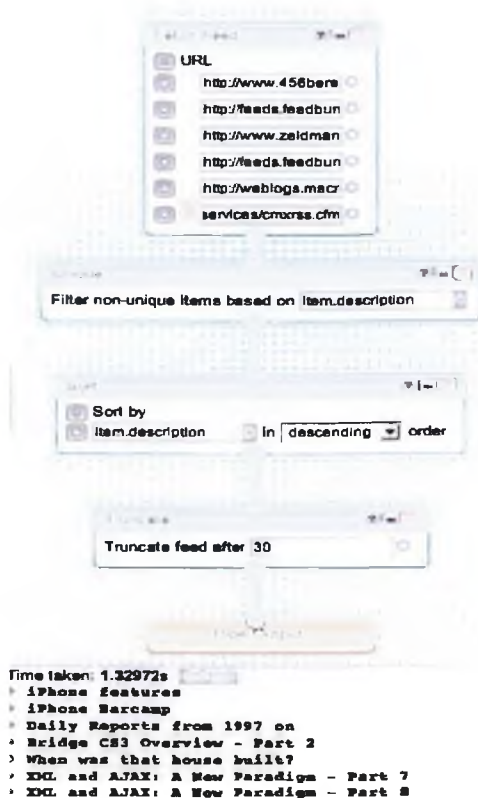 URL
http://www.456bere
http://feeds.feedbun
http://www.zeldman
http://feeds.feedbun
http://weblogs.macr
services/cmxrss.cfm
Filter non-unique items based on item.description
Sort by
item.description in descending order
Truncate feed after 30
Pipe Output
Time taken: 1.32972s
iPhone features
iPhone Barcamp
Daily Reports from 1997 on
Bridge CS3 Overview - Part 2
When was that house built?
XML and AJAX: A New Paradigm - Part 7
XML and AJAX: A New Paradigm - Part 8